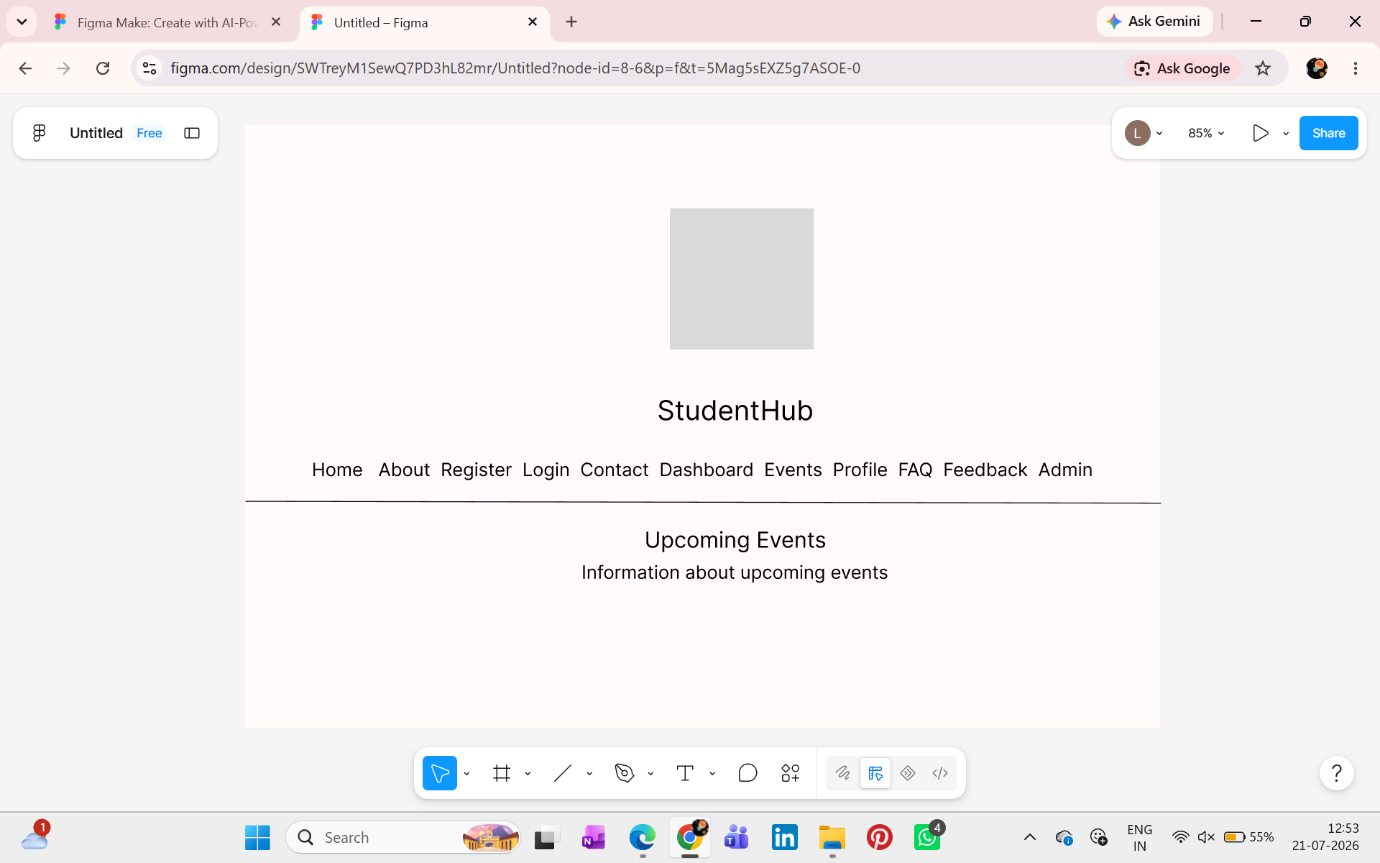 Figma Make: Create with AI-Po
Untitled – Figma
Ask Gemini
figma.com/design/SWTreyM1SewQ7PD3hL82mr/Untitled?node-id=8-6&p=f&t=5Mag5sEXZ5g7ASOE-0
Ask Google
Untitled Free
L 85% Share
StudentHub
Home About Register Login Contact Dashboard Events Profile FAQ Feedback Admin
Upcoming Events
Information about upcoming events
T
?
1
Search
N
in
4
ENG
IN
55%
12:53
21-07-2026